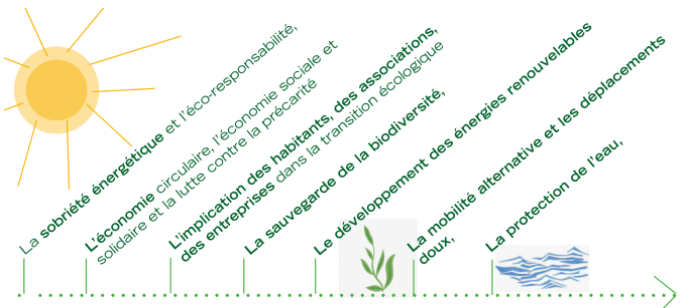 La sobriété énergétique et l'éco-responsabilité,
L'économie circulaire, l'économie sociale et
solidaire et la lutte contre la précarité
L'implication des habitants, des associations,
des entreprises dans la transition écologique
La sauvegarde de la biodiversité,
Le développement des énergies renouvelables
La mobilité alternative et les déplacements
doux,
La protection de l'eau,